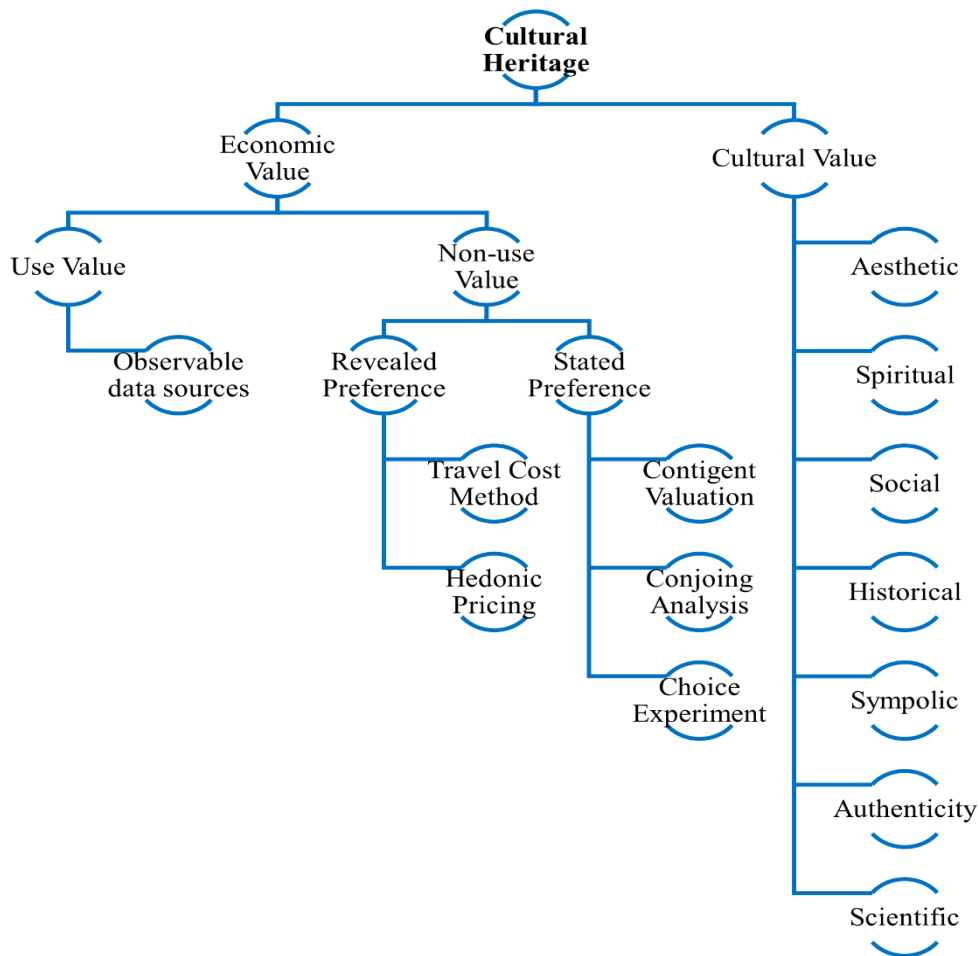 Cultural
Heritage
Economic
Value
Cultural Value
Use Value
Non-use
Value
Aesthetic
Observable
data sources
Revealed
Preference
Stated
Preference
Spiritual
Travel Cost
Method
Contigent
Valuation
Social
Hedonic
Pricing
Conjoing
Analysis
Historical
Choice
Experiment
Sympolic
Authenticity
Scientific